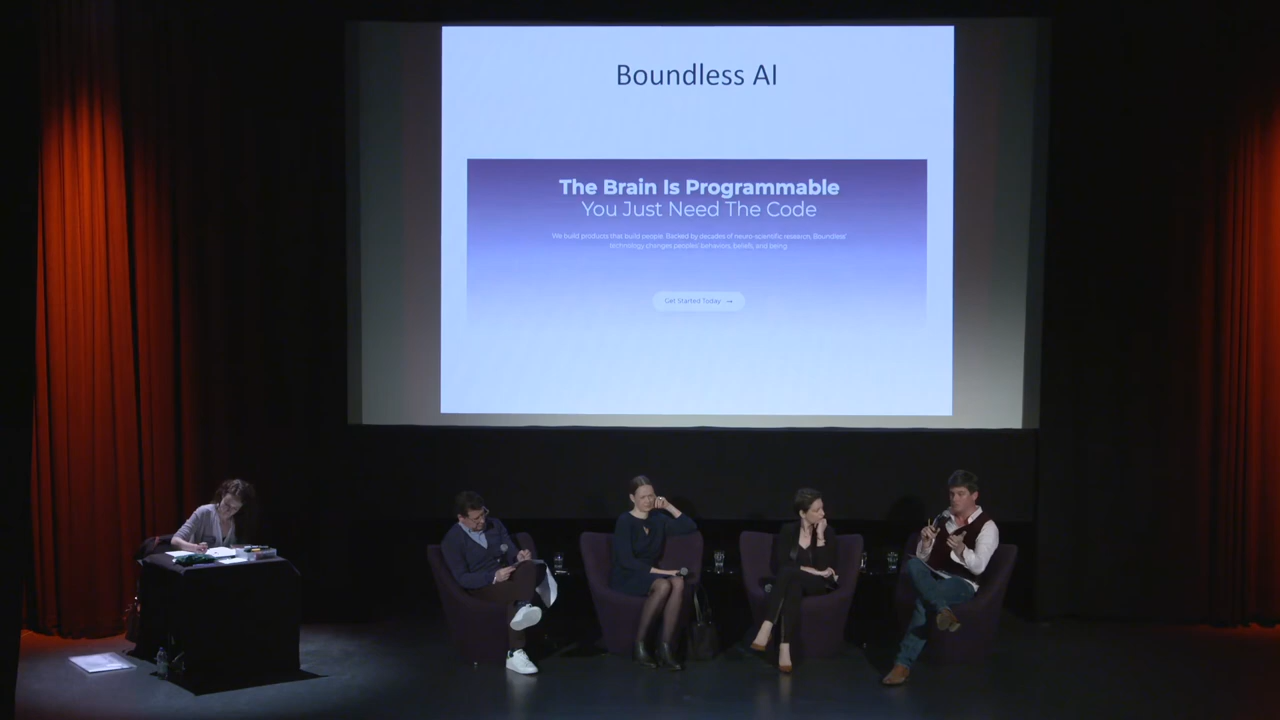 Boundless AI
The Brain Is Programmable
You Just Need The Code
We build products that build people. Backed by decades of neuro-scientific research, Boundless'
technology changes peoples' behaviors, beliefs, and being.
Get Started Today →